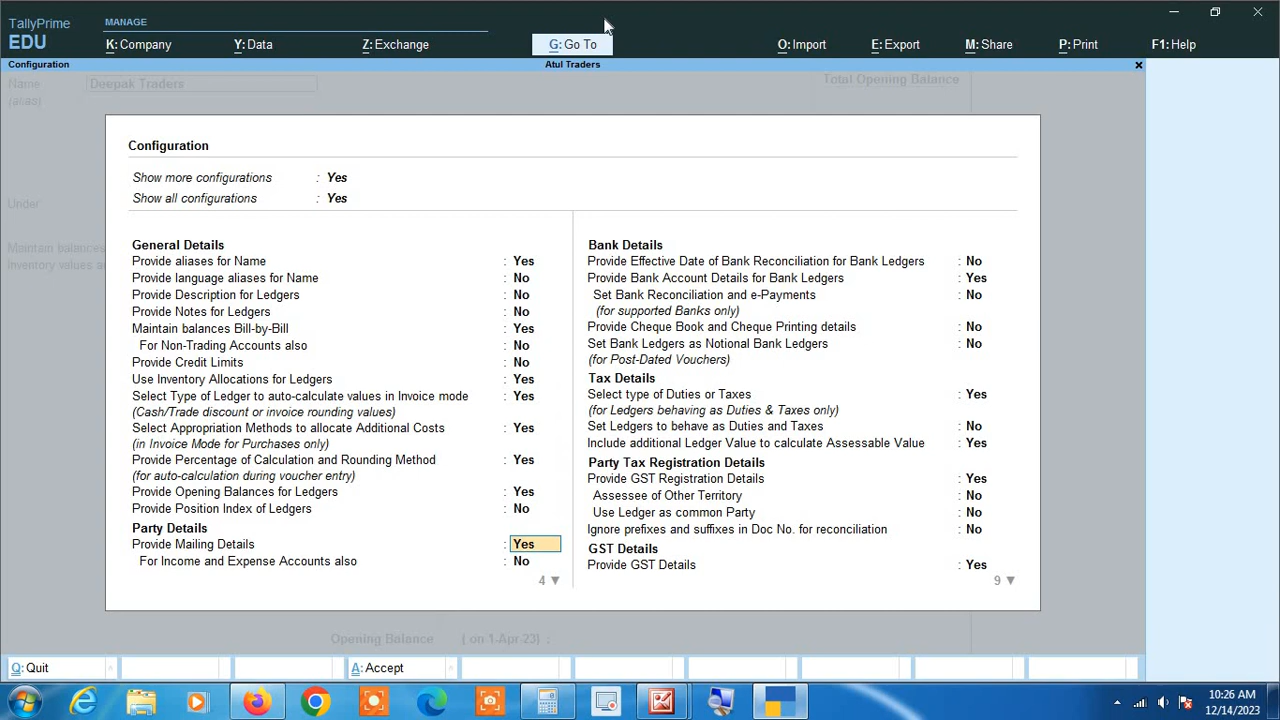 TallyPrime
EDU
MANAGE
K: Company
Y: Data
Z: Exchange
G: Go To
O: Import
E: Export
M: Share
P: Print
F1: Help
Configuration
Atul Traders
Name
Deepak Traders
Total Opening Balance
(alias)
Under
Maintain balances
Inventory values a
Configuration
Show more configurations : Yes
Show all configurations : Yes
General Details
Provide aliases for Name : Yes
Provide language aliases for Name : No
Provide Description for Ledgers : No
Provide Notes for Ledgers : No
Maintain balances Bill-by-Bill : Yes
For Non-Trading Accounts also : No
Provide Credit Limits : No
Use Inventory Allocations for Ledgers : Yes
Select Type of Ledger to auto-calculate values in Invoice mode : Yes
(Cash/Trade discount or invoice rounding values)
Select Appropriation Methods to allocate Additional Costs : Yes
(in Invoice Mode for Purchases only)
Provide Percentage of Calculation and Rounding Method : Yes
(for auto-calculation during voucher entry)
Provide Opening Balances for Ledgers : Yes
Provide Position Index of Ledgers : No
Party Details
Provide Mailing Details : Yes
For Income and Expense Accounts also : No
4 ▼
Bank Details
Provide Effective Date of Bank Reconciliation for Bank Ledgers : No
Provide Bank Account Details for Bank Ledgers : Yes
Set Bank Reconciliation and e-Payments : No
(for supported Banks only)
Provide Cheque Book and Cheque Printing details : No
Set Bank Ledgers as Notional Bank Ledgers : No
(for Post-Dated Vouchers)
Tax Details
Select type of Duties or Taxes : Yes
(for Ledgers behaving as Duties & Taxes only)
Set Ledgers to behave as Duties and Taxes : No
Include additional Ledger Value to calculate Assessable Value : Yes
Party Tax Registration Details
Provide GST Registration Details : Yes
Assessee of Other Territory : No
Use Ledger as common Party : No
Ignore prefixes and suffixes in Doc No. for reconciliation : No
GST Details
Provide GST Details : Yes
9 ▼
Opening Balance ( on 1-Apr-23) :
Q: Quit
A: Accept
10:26 AM
12/14/2023